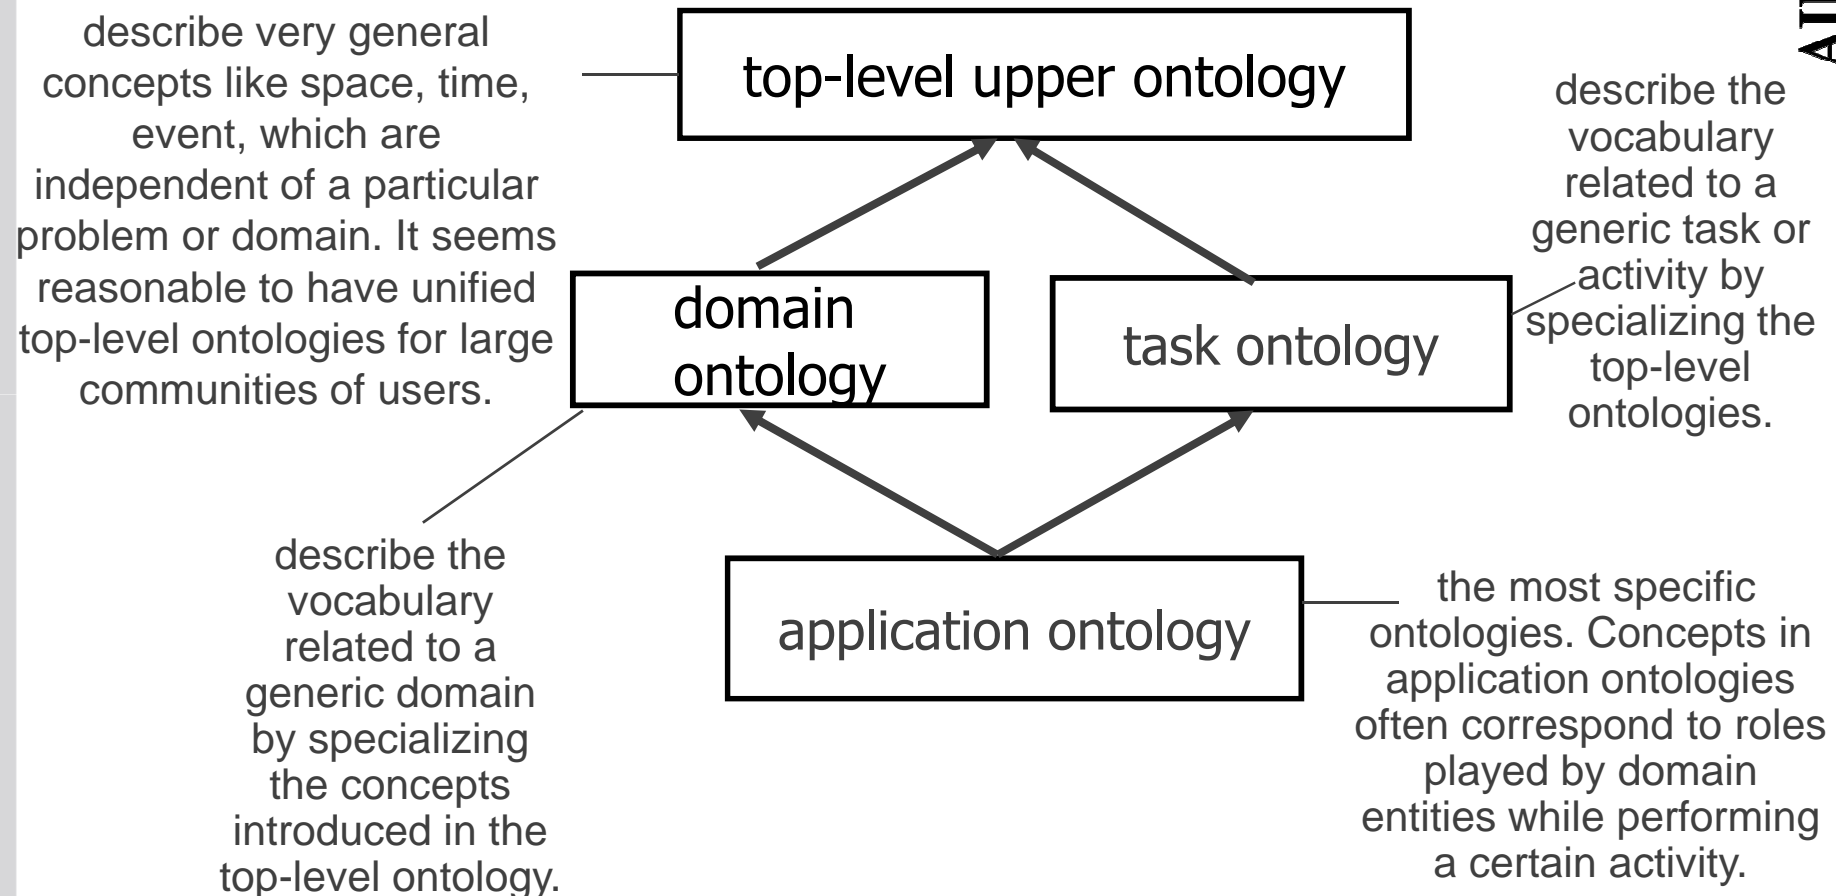 describe very general
concepts like space, time,
event, which are
independent of a particular
problem or domain. It seems
reasonable to have unified
top-level ontologies for large
communities of users.
top-level upper ontology
describe the
vocabulary
related to a
generic task or
activity by
specializing the
top-level
ontologies.
domain
ontology
task ontology
describe the
vocabulary
related to a
generic domain
by specializing
the concepts
introduced in the
top-level ontology.
application ontology
the most specific
ontologies. Concepts in
application ontologies
often correspond to roles
played by domain
entities while performing
a certain activity.